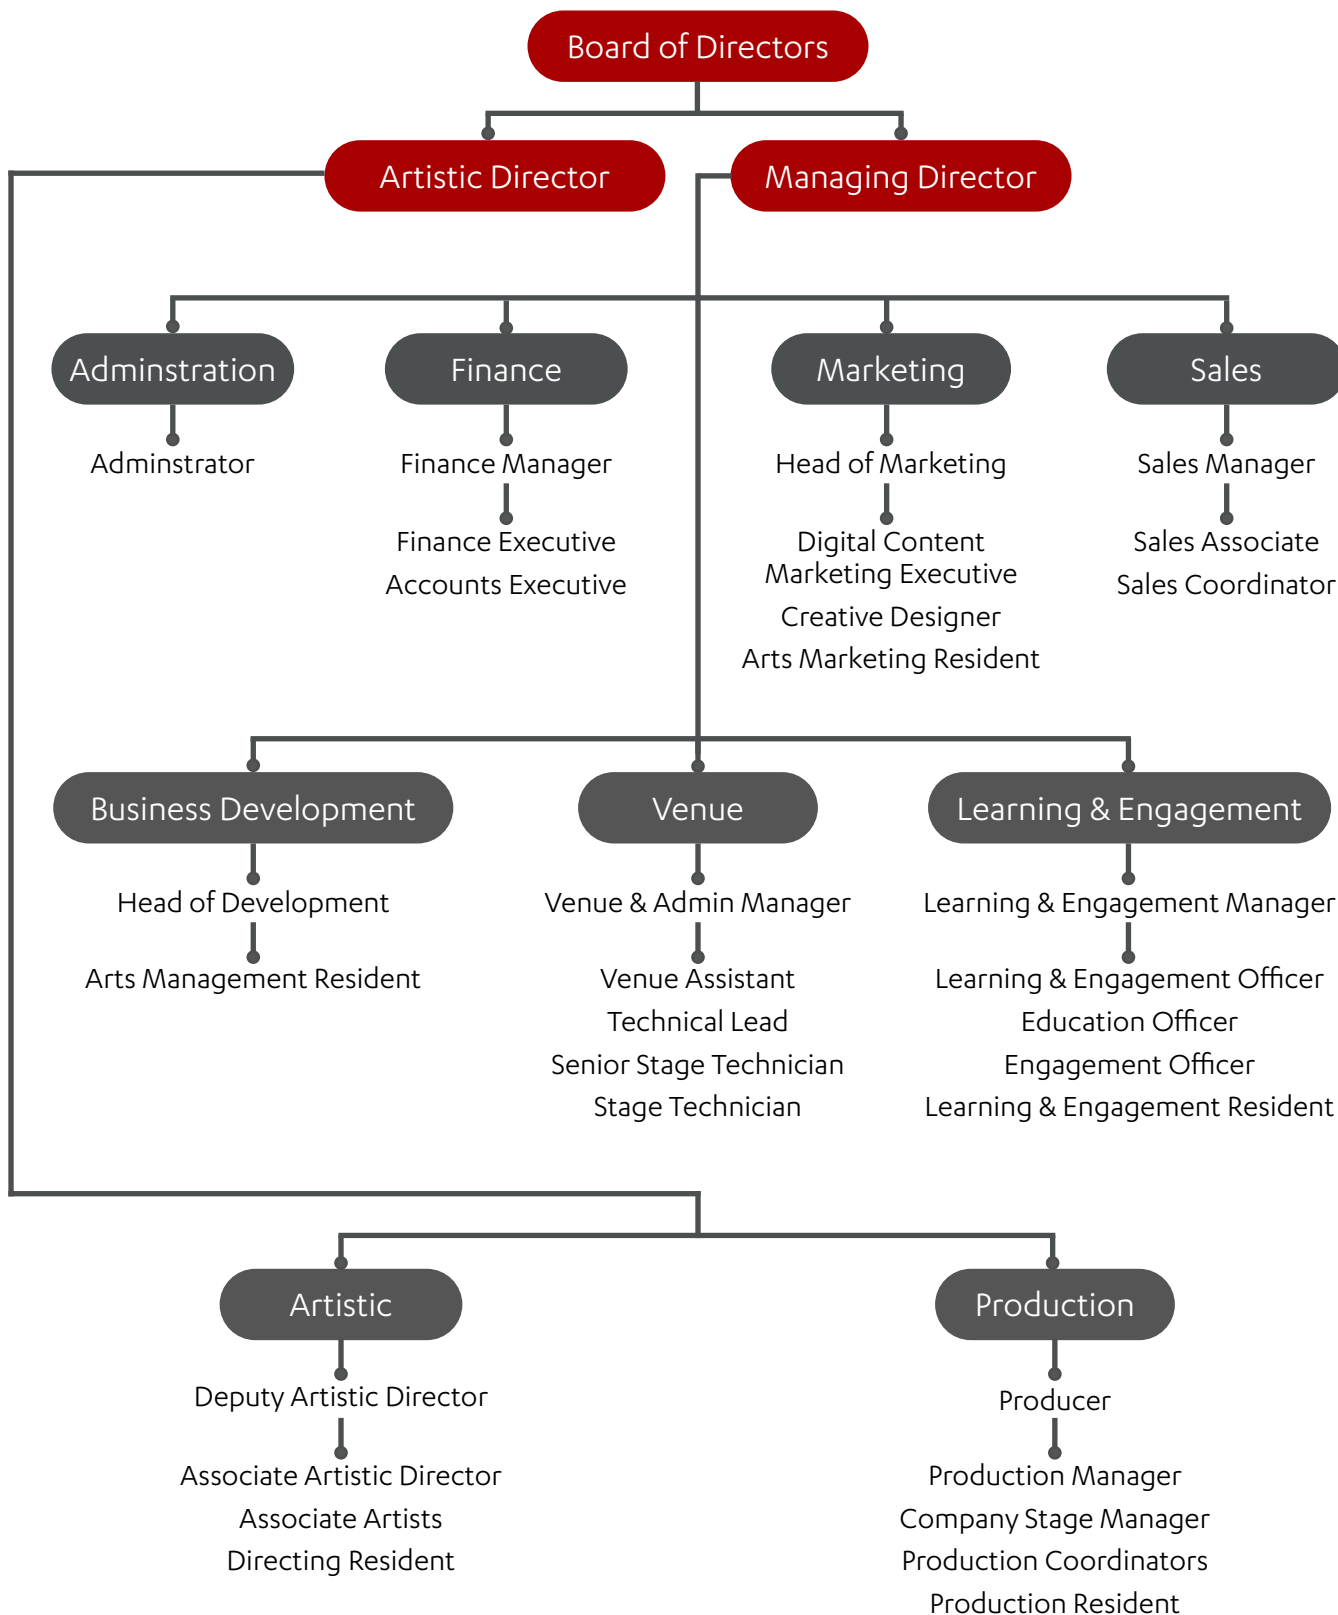 Board of Directors
Artistic Director
Managing Director
Adminstration
Finance
Marketing
Sales
Adminstrator
Finance Manager
Head of Marketing
Sales Manager
Finance Executive
Accounts Executive
Digital Content
Marketing Executive
Creative Designer
Arts Marketing Resident
Sales Associate
Sales Coordinator
Business Development
Venue
Learning & Engagement
Head of Development
Venue & Admin Manager
Learning & Engagement Manager
Arts Management Resident
Venue Assistant
Technical Lead
Senior Stage Technician
Stage Technician
Learning & Engagement Officer
Education Officer
Engagement Officer
Learning & Engagement Resident
Artistic
Production
Deputy Artistic Director
Producer
Associate Artistic Director
Associate Artists
Directing Resident
Production Manager
Company Stage Manager
Production Coordinators
Production Resident